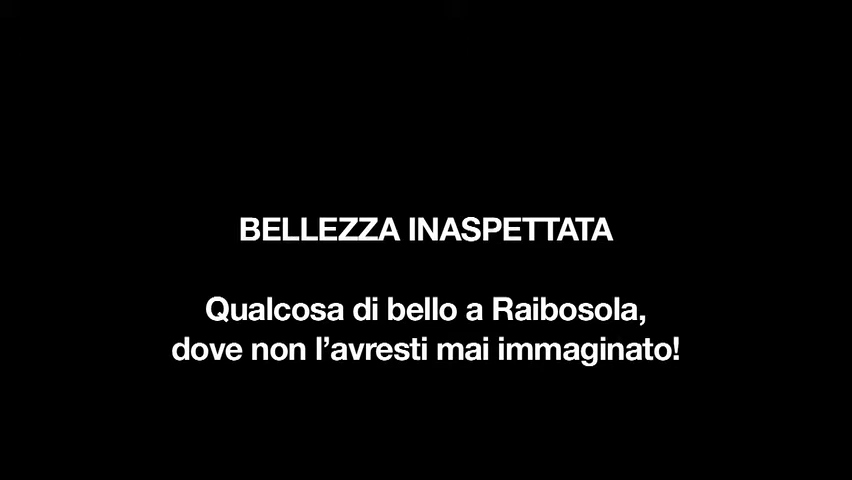 BELLEZZA INASPETTATA
Qualcosa di bello a Raibosola,
dove non l’avresti mai immaginato!